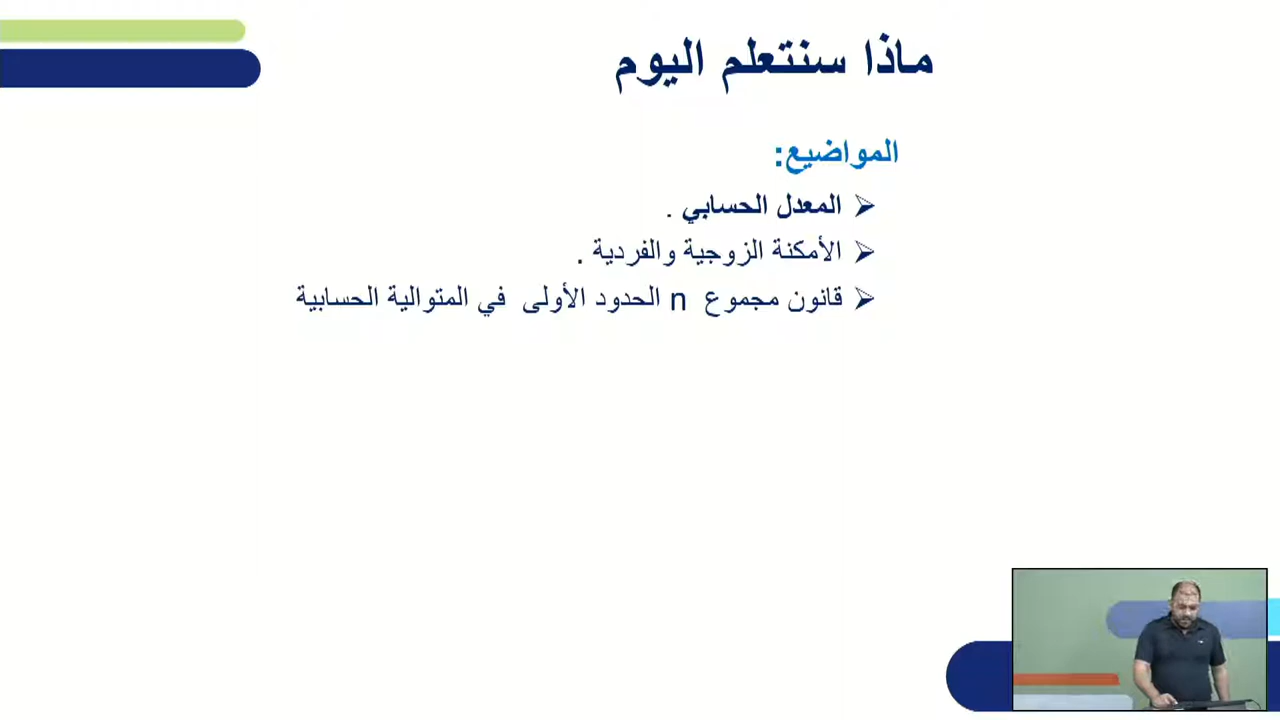 ماذا سنتعلم اليوم
المواضيع:
⮚ المعدل الحسابي .
⮚ الأمكنة الزوجية والفردية .
⮚ قانون مجموع n الحدود الأولى في المتوالية الحسابية